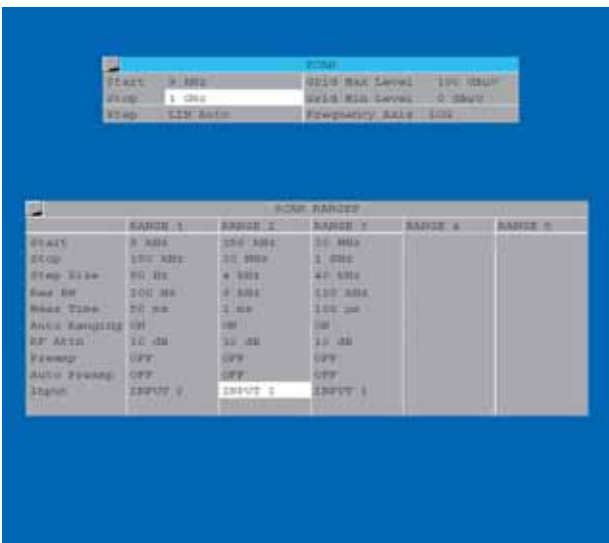 SCAN
Start 9 kHz Grid Max Level 100 dBuV
Stop 1 GHz Grid Min Level 0 dBuV
Step LIN Auto Frequency Axis LOG
SCAN RANGES
RANGE 1 RANGE 2 RANGE 3 RANGE 4 RANGE 5
Start 9 kHz 150 kHz 30 MHz
Stop 150 kHz 30 MHz 1 GHz
Step Size Hz 4 kHz 40 kHz
Res BW 200 Hz 9 kHz 120 kHz
Meas Time 50 ms 1 ms 100 µs
Auto Ranging ON ON ON
RF Attn 10 dB 10 dB 10 dB
Preamp OFF OFF OFF
Auto Preamp OFF OFF OFF
Input INPUT INPUT INPUT